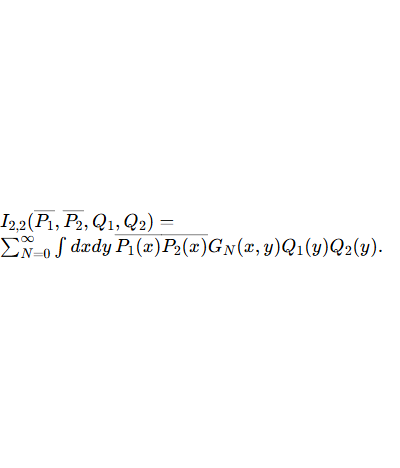 $I_{2,2}(\overline{P_1}, \overline{P_2}, Q_1, Q_2) =$
$\sum_{N=0}^{\infty} \int dxdy \, \overline{P_1(x)P_2(x)} G_N(x, y) Q_1(y) Q_2(y).$